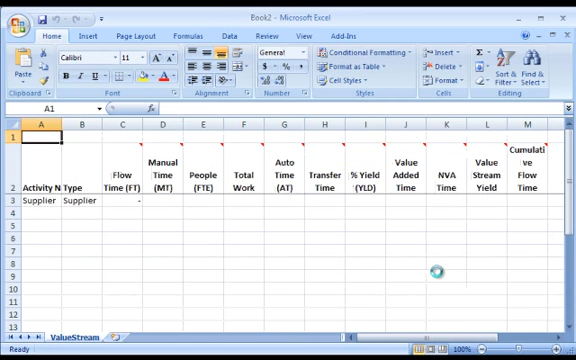 Book2 - Microsoft Excel
Home Insert Page Layout Formulas Data Review View Add-Ins
Calibri 11 General Conditional Formatting Insert Σ
Paste B I U A $ % , Format as Table Delete Sort & Filter Find & Select
Cell Styles Format
Clipboard Font Alignment Number Styles Cells Editing
A1 fx
A B C D E F G H I J K L M
1
Cumulati
Manual Auto Value Value ve
Flow Time People Total Time Transfer % Yield Added NVA Stream Flow
2 Activity N Type Time (FT) (MT) (FTE) Work (AT) Time (YLD) Time Time Yield Time
3 Supplier Supplier -
4
5
6
7
8
9
10
11
12
13
ValueStream
Ready 100%